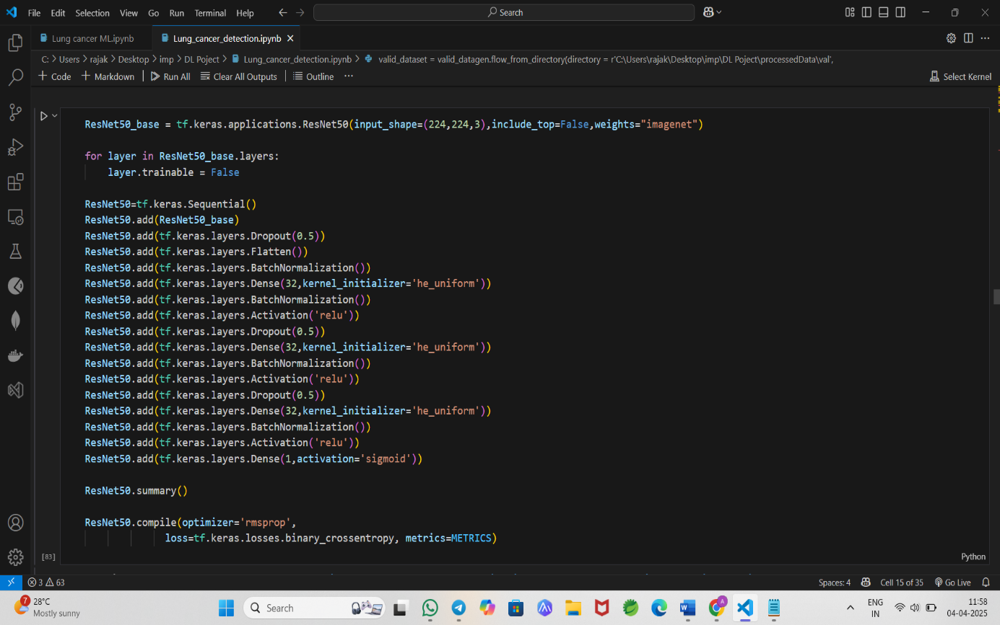 File Edit Selection View Go Run Terminal Help Search
Lung cancer ML.ipynb Lung_cancer_detection.ipynb
C: > Users > rajak > Desktop > imp > DL Poject > Lung_cancer_detection.ipynb > valid_dataset = valid_datagen.flow_from_directory(directory = r'C:\Users\rajak\Desktop\imp\DL Poject\processedData\val',
+ Code + Markdown Run All Clear All Outputs Outline ... Select Kernel
ResNet50_base = tf.keras.applications.ResNet50(input_shape=(224,224,3),include_top=False,weights="imagenet")
for layer in ResNet50_base.layers:
    layer.trainable = False
ResNet50=tf.keras.Sequential()
ResNet50.add(ResNet50_base)
ResNet50.add(tf.keras.layers.Dropout(0.5))
ResNet50.add(tf.keras.layers.Flatten())
ResNet50.add(tf.keras.layers.BatchNormalization())
ResNet50.add(tf.keras.layers.Dense(32,kernel_initializer='he_uniform'))
ResNet50.add(tf.keras.layers.BatchNormalization())
ResNet50.add(tf.keras.layers.Activation('relu'))
ResNet50.add(tf.keras.layers.Dropout(0.5))
ResNet50.add(tf.keras.layers.Dense(32,kernel_initializer='he_uniform'))
ResNet50.add(tf.keras.layers.BatchNormalization())
ResNet50.add(tf.keras.layers.Activation('relu'))
ResNet50.add(tf.keras.layers.Dropout(0.5))
ResNet50.add(tf.keras.layers.Dense(32,kernel_initializer='he_uniform'))
ResNet50.add(tf.keras.layers.BatchNormalization())
ResNet50.add(tf.keras.layers.Activation('relu'))
ResNet50.add(tf.keras.layers.Dense(1,activation='sigmoid'))
ResNet50.summary()
ResNet50.compile(optimizer='rmsprop',
              loss=tf.keras.losses.binary_crossentropy, metrics=METRICS)
[83] Python
3 63 Spaces: 4 Cell 15 of 35 Go Live
7 28°C Search ENG 11:58
Mostly sunny IN 04-04-2025